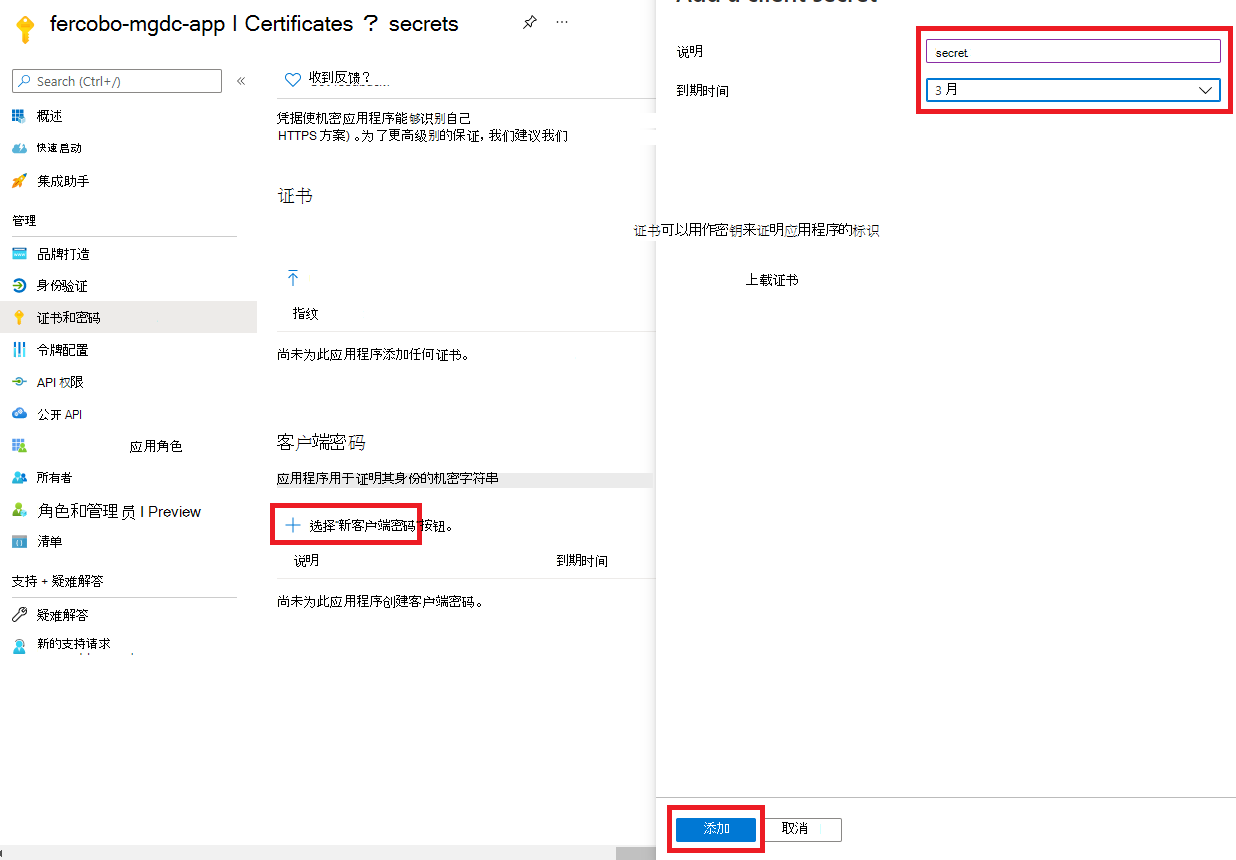 fercobo-mgdc-app | Certificates ? secrets
Search (Ctrl+/)
概述
快速启动
集成助手
管理
品牌打造
身份验证
证书和密码
令牌配置
API 权限
公开 API
应用角色
所有者
角色和管理员 | Preview
清单
支持 + 疑难解答
疑难解答
新的支持请求
收到反馈？
凭据使机密应用程序能够识别自己
HTTPS 方案) 。为了更高级别的保证，我们建议我们
证书
证书可以用作密钥来证明应用程序的标识
上载证书
指纹
尚未为此应用程序添加任何证书。
客户端密码
应用程序用于证明其身份的机密字符串
选择"新客户端密码"按钮。
说明 到期时间
尚未为此应用程序创建客户端密码。
Add a client secret
说明
secret
到期时间
3 月
添加
取消